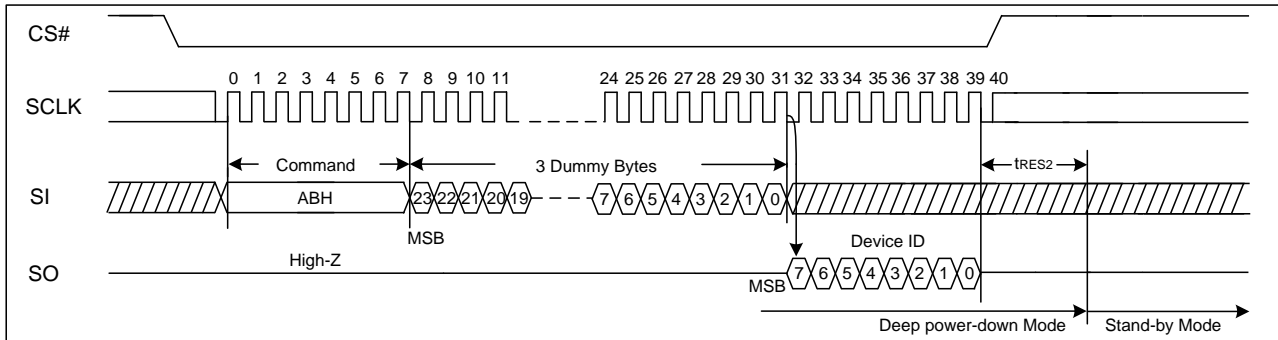 CS#
0 1 2 3 4 5 6 7 8 9 10 11 24 25 26 27 28 29 30 31 32 33 34 35 36 37 38 39 40
SCLK
Command 3 Dummy Bytes tRES2
SI ABH 23 22 21 20 19 7 6 5 4 3 2 1 0
MSB Device ID
High-Z
SO 7 6 5 4 3 2 1 0
MSB
Deep power-down Mode Stand-by Mode